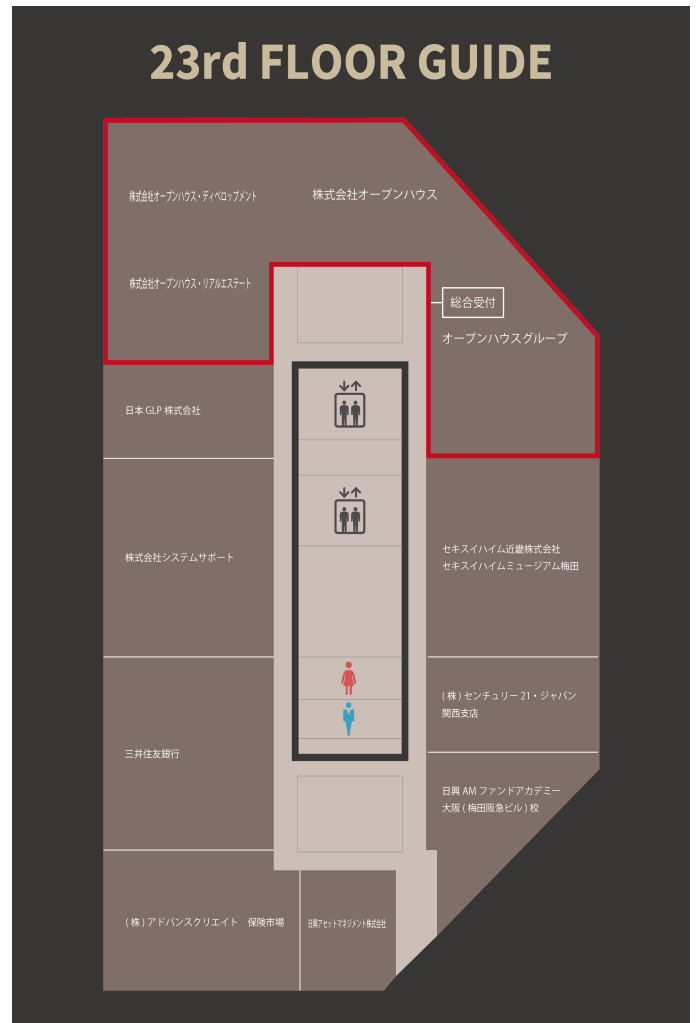 23rd FLOOR GUIDE
株式会社オープンハウス・ディベロップメント
株式会社オープンハウス
株式会社オープンハウス・リアルエステート
総合受付
オープンハウスグループ
日本 GLP 株式会社
株式会社システムサポート
セキスイハイム近畿株式会社
セキスイハイムミュージアム梅田
三井住友銀行
(株)センチュリー21・ジャパン
関西支店
日興 AM ファンドアカデミー
大阪(梅田阪急ビル)校
(株)アドバンスクリエイト 保険市場
日興アセットマネジメント株式会社